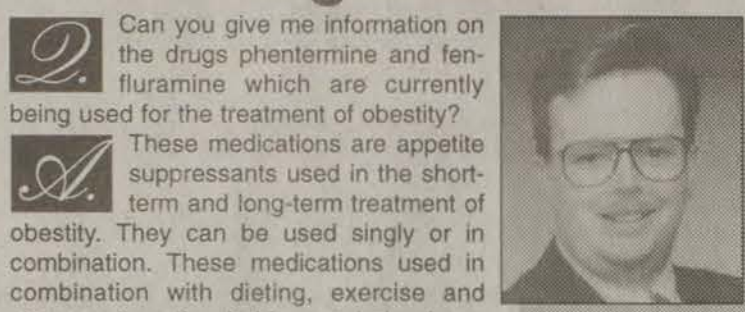 Q. Can you give me information on
the drugs phentermine and fen-
fluramine which are currently
being used for the treatment of obestity?
A. These medications are appetite
suppressants used in the short-
term and long-term treatment of
obestity. They can be used singly or in
combination. These medications used in
combination with dieting, exercise and